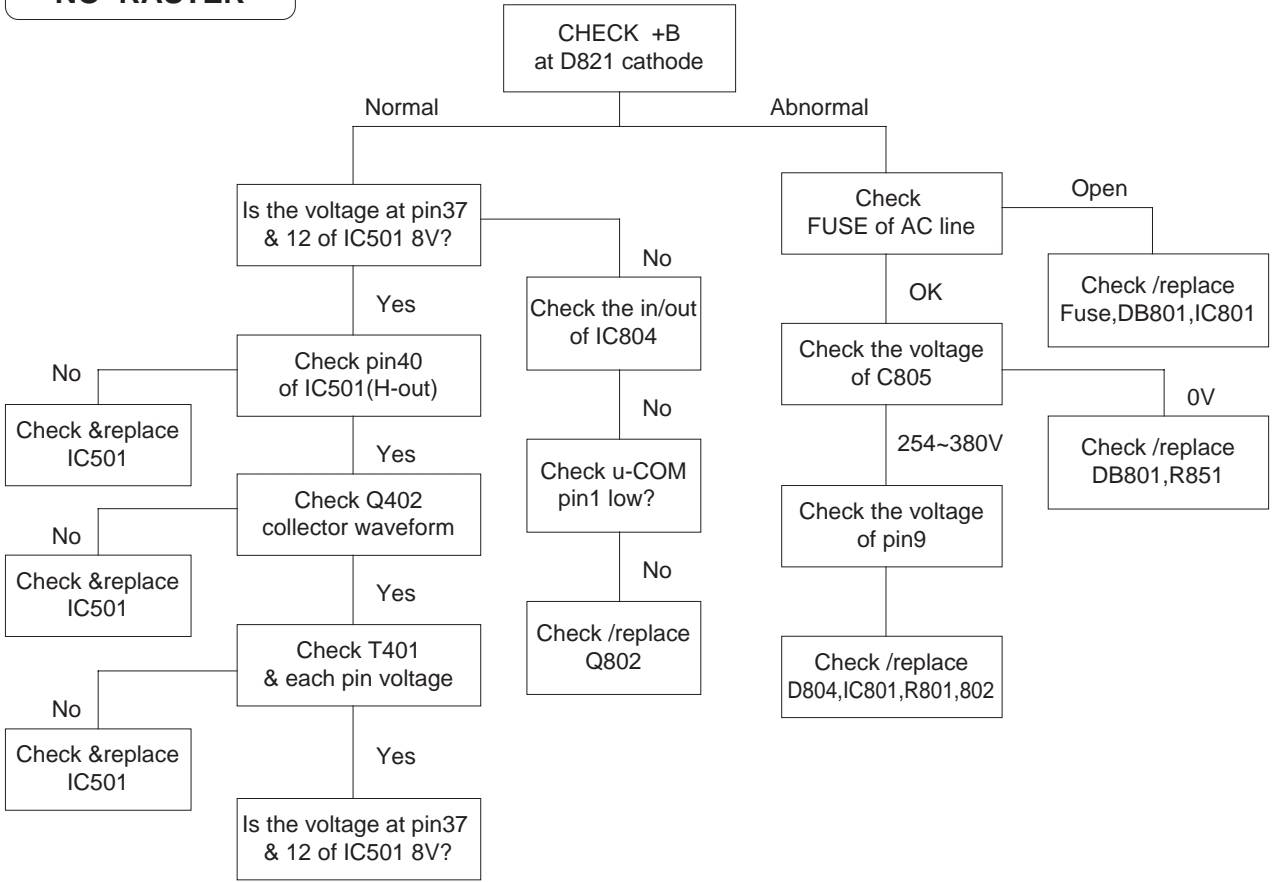 NO RASTER
CHECK +B
at D821 cathode
Normal
Abnormal
Is the voltage at pin37
& 12 of IC501 8V?
Check
FUSE of AC line
Open
No
Check /replace
Fuse,DB801,IC801
Yes
OK
Check the in/out
of IC804
Check pin40
of IC501(H-out)
Check the voltage
of C805
No
No
0V
Check &replace
IC501
Yes
254~380V
Check /replace
DB801,R851
Check u-COM
pin1 low?
Check Q402
collector waveform
Check the voltage
of pin9
No
Check &replace
IC501
No
Yes
Check /replace
Q802
Check T401
& each pin voltage
Check /replace
D804,IC801,R801,802
No
Check &replace
IC501
Yes
Is the voltage at pin37
& 12 of IC501 8V?